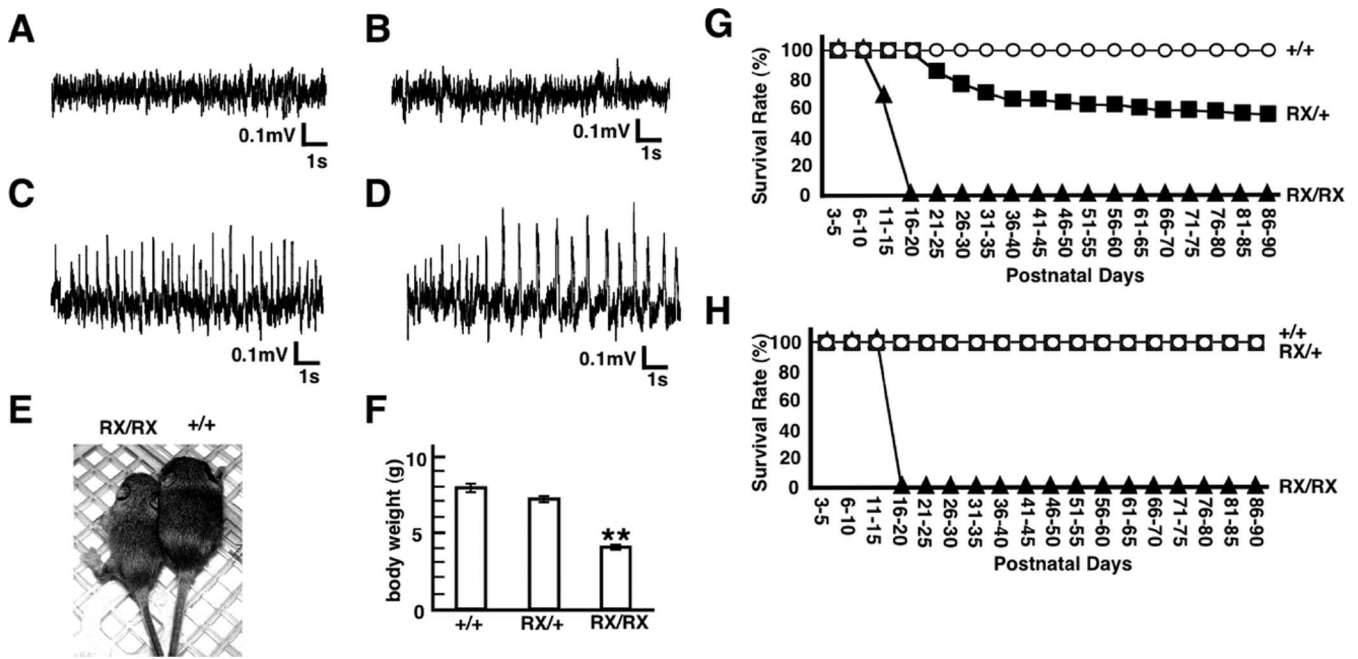 A
0.1mV
1s
B
0.1mV
1s
C
0.1mV
1s
D
0.1mV
1s
E
RX/RX +/+
F
body weight (g)
10
5
0
**
+/+ RX/+ RX/RX
G
Survival Rate (%)
100
80
60
40
20
0
+/+
RX/+
RX/RX
3-5 6-10 11-15 16-20 21-25 26-30 31-35 36-40 41-45 46-50 51-55 56-60 61-65 66-70 71-75 76-80 81-85 86-90
Postnatal Days
H
Survival Rate (%)
100
80
60
40
20
0
+/+
RX/+
RX/RX
3-5 6-10 11-15 16-20 21-25 26-30 31-35 36-40 41-45 46-50 51-55 56-60 61-65 66-70 71-75 76-80 81-85 86-90
Postnatal Days